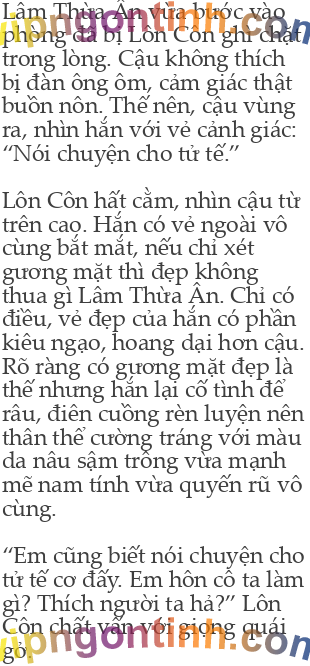 Lâm Thừa Ân vừa bước vào
phòng đã bị Lôn Côn ghì chặt
trong lòng. Cậu không thích
bị đàn ông ôm, cảm giác thật
buồn nôn. Thế nên, cậu vùng
ra, nhìn hắn với vẻ cảnh giác:
“Nói chuyện cho tử tế.”

Lôn Côn hất cằm, nhìn cậu từ
trên cao. Hắn có vẻ ngoài vô
cùng bắt mắt, nếu chỉ xét
gương mặt thì đẹp không
thua gì Lâm Thừa Ân. Chỉ có
điều, vẻ đẹp của hắn có phần
kiêu ngạo, hoang dại hơn cậu.
Rõ ràng có gương mặt đẹp là
thế nhưng hắn lại cố tình để
râu, điên cuồng rèn luyện nên
thân thể cường tráng với màu
da nâu sậm trông vừa mạnh
mẽ nam tính vừa quyến rũ vô
cùng.

“Em cũng biết nói chuyện cho
tử tế cơ đấy. Em hôn cô ta làm
gì? Thích người ta hả?” Lôn
Côn chất vấn với giọng quái
gở.
vipngontinh.com
vipngontinh.com